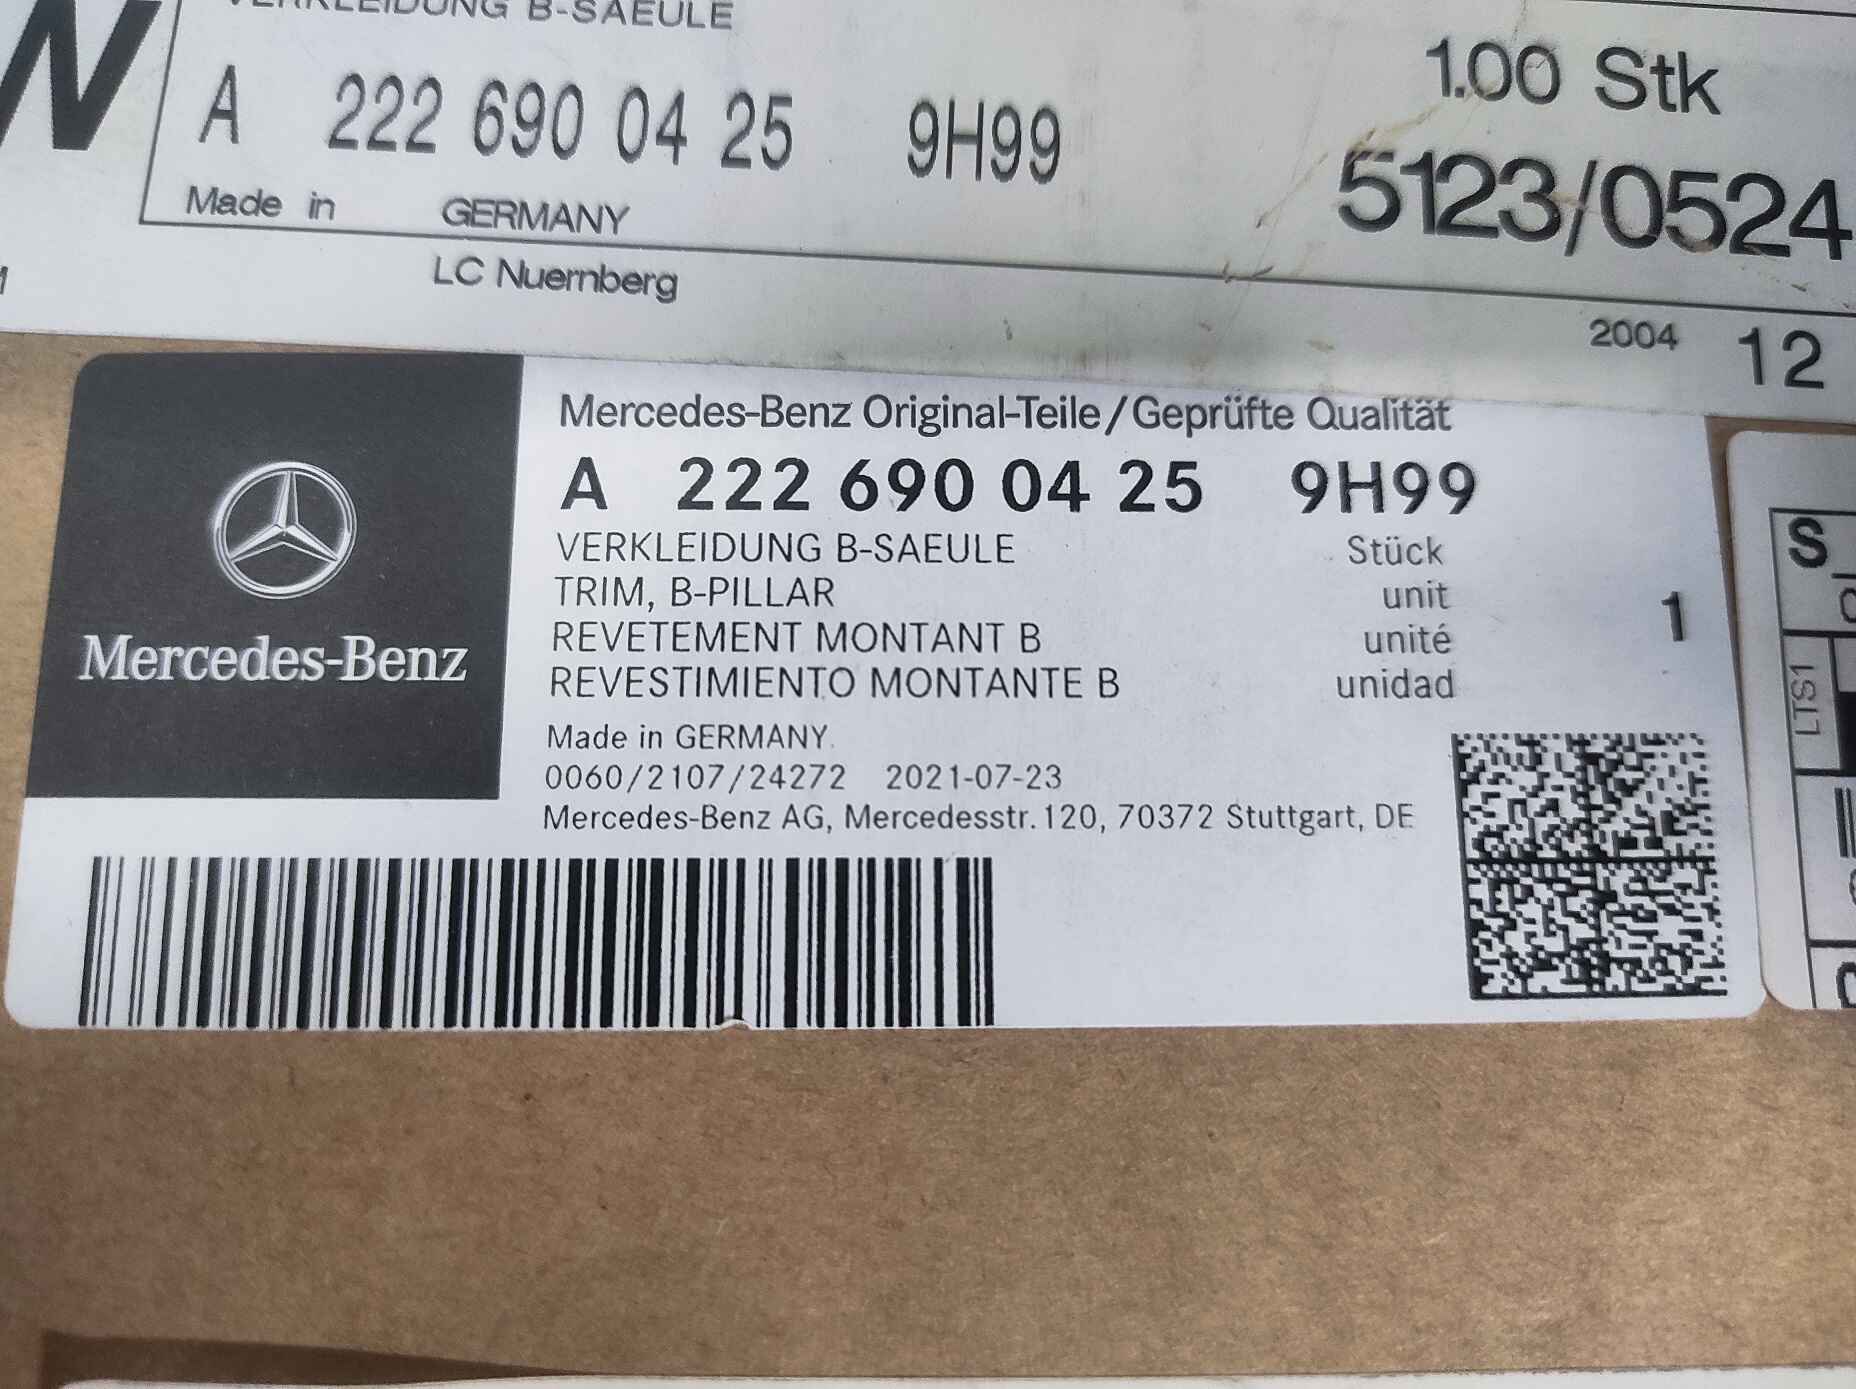 VERKLEIDUNG B-SAEULE
N
A 222 690 04 25 9H99
1.00 Stk
5123/0524
Made in GERMANY
LC Nuernberg
2004 12
Mercedes-Benz
Mercedes-Benz Original-Teile/Geprüfte Qualität
A 222 690 04 25 9H99
VERKLEIDUNG B-SAEULE Stück
TRIM, B-PILLAR unit 1
REVETEMENT MONTANT B unité
REVESTIMIENTO MONTANTE B unidad
Made in GERMANY.
0060/2107/24272 2021-07-23
Mercedes-Benz AG, Mercedesstr. 120, 70372 Stuttgart, DE
S
LTS1